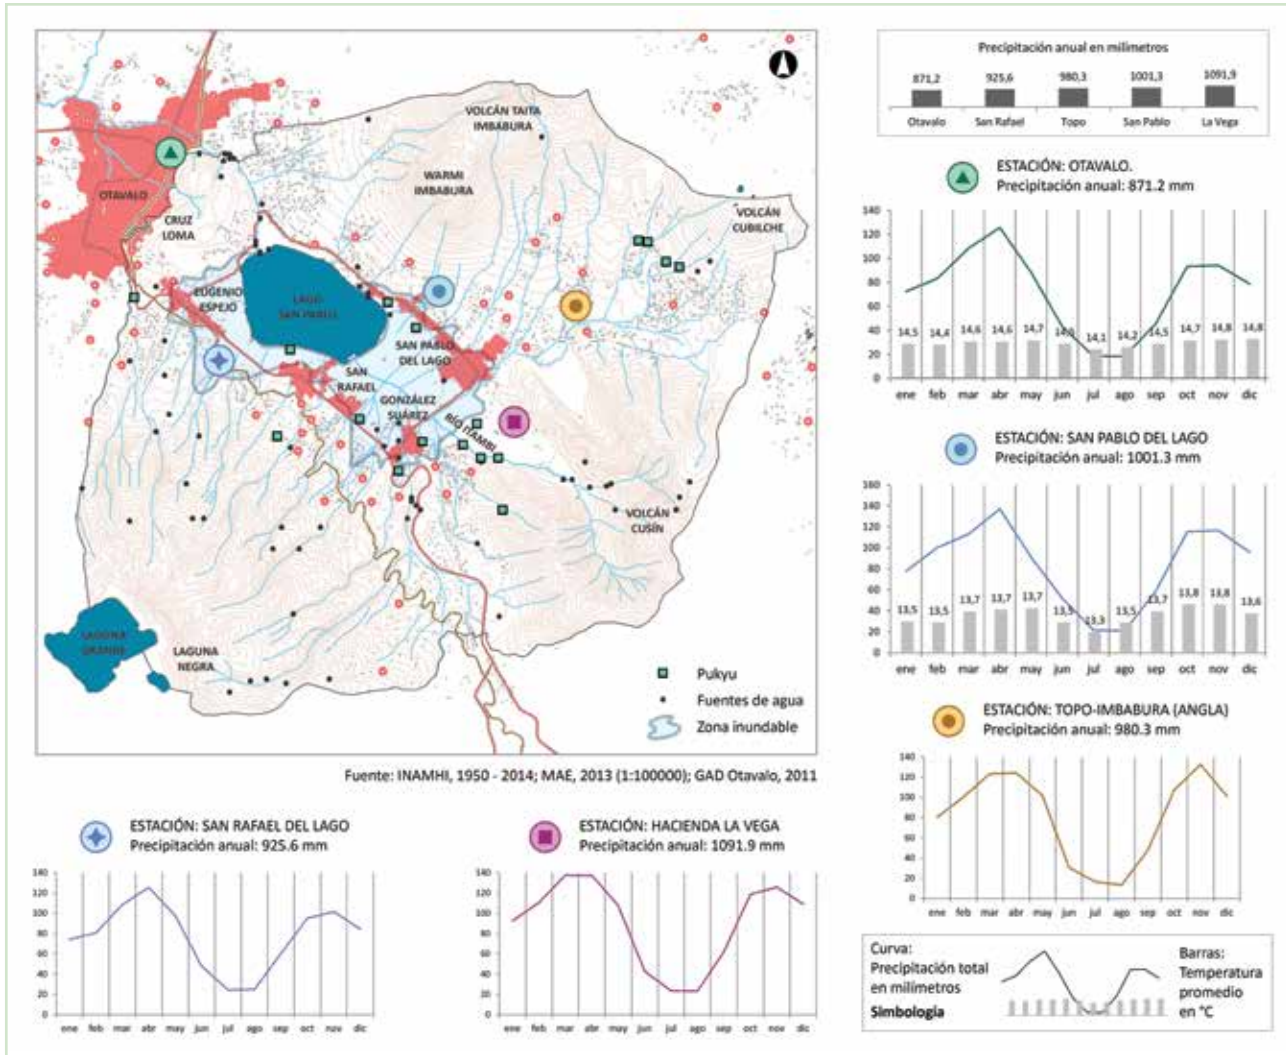 OTAVALO
CRUZ
LOMA
VOLCÁN TAITA
IMBABURA
WARMI
IMBABURA
VOLCÁN
CUBILCHE
EUGENIO
ESPEJO
LAGO
SAN PABLO
SAN PABLO
DEL LAGO
SAN
RAFAEL
GONZÁLEZ
SUÁREZ
RÍO ITAMBI
VOLCÁN
CUSÍN
LAGUNA
GRANDE
LAGUNA
NEGRA
Pukyu
Fuentes de agua
Zona inundable
Fuente: INAMHI, 1950 - 2014; MAE, 2013 (1:100000); GAD Otavalo, 2011
Precipitación anual en milímetros
871,2 925,6 980,3 1001,3 1091,9
Otavalo San Rafael Topo San Pablo La Vega
ESTACIÓN: OTAVALO.
Precipitación anual: 871.2 mm
140
120
100
80
60
40
20
0
14,5 14,4 14,6 14,6 14,7 14,1 14,2 14,5 14,7 14,8 14,8
ene feb mar abr may jun jul ago sep oct nov dic
ESTACIÓN: SAN PABLO DEL LAGO
Precipitación anual: 1001.3 mm
160
140
120
100
80
60
40
20
0
13,5 13,5 13,7 13,7 13,7 13,5 13,3 13,5 13,7 13,8 13,8 13,6
ene feb mar abr may jun jul ago sep oct nov dic
ESTACIÓN: TOPO-IMBABURA (ANGLA)
Precipitación anual: 980.3 mm
140
120
100
80
60
40
20
0
ene feb mar abr may jun jul ago sep oct nov dic
ESTACIÓN: SAN RAFAEL DEL LAGO
Precipitación anual: 925.6 mm
140
120
100
80
60
40
20
0
ene feb mar abr may jun jul ago sep oct nov dic
ESTACIÓN: HACIENDA LA VEGA
Precipitación anual: 1091.9 mm
140
120
100
80
60
40
20
0
ene feb mar abr may jun jul ago sep oct nov dic
Curva:
Precipitación total
en milímetros
Simbología
Barras:
Temperatura
promedio
en °C